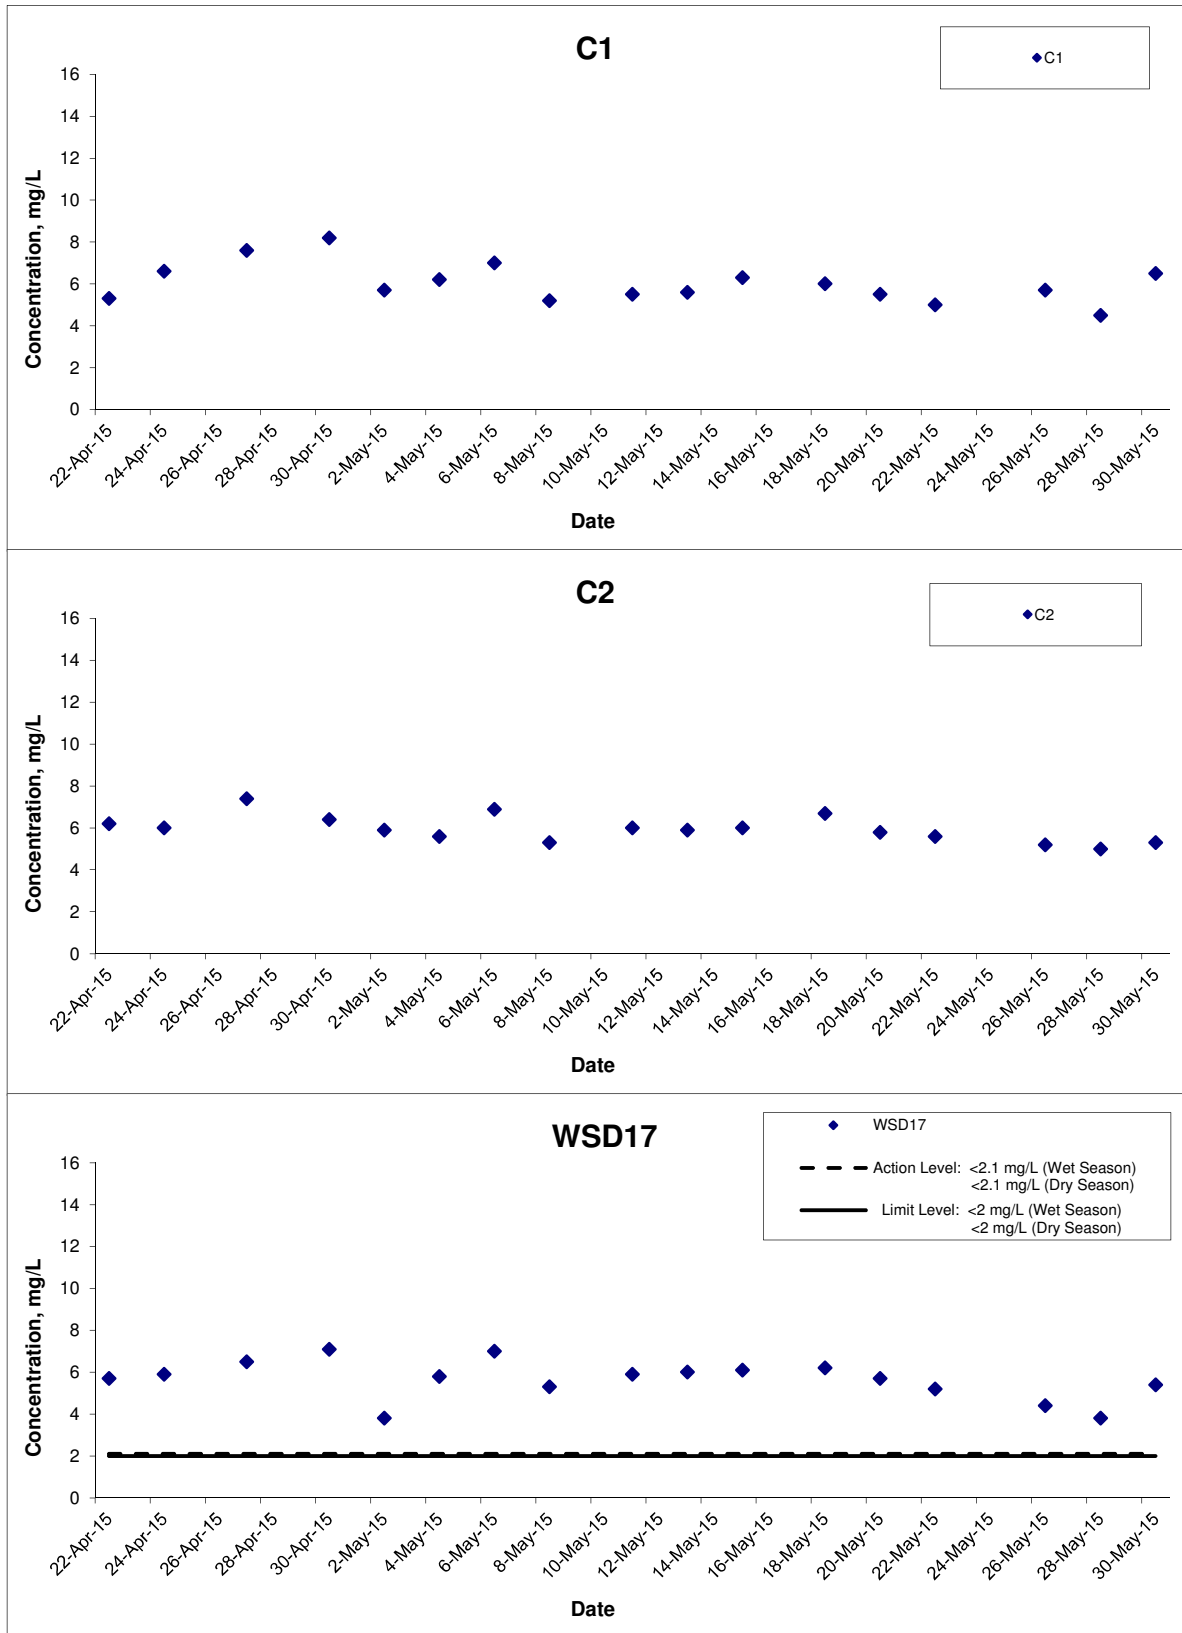 C1
C1
16
14
12
10
8
6
4
2
0
Concentration, mg/L
22-Apr-15
24-Apr-15
26-Apr-15
28-Apr-15
30-Apr-15
2-May-15
4-May-15
6-May-15
8-May-15
10-May-15
12-May-15
14-May-15
16-May-15
18-May-15
20-May-15
22-May-15
24-May-15
26-May-15
28-May-15
30-May-15
Date
C2
C2
16
14
12
10
8
6
4
2
0
Concentration, mg/L
22-Apr-15
24-Apr-15
26-Apr-15
28-Apr-15
30-Apr-15
2-May-15
4-May-15
6-May-15
8-May-15
10-May-15
12-May-15
14-May-15
16-May-15
18-May-15
20-May-15
22-May-15
24-May-15
26-May-15
28-May-15
30-May-15
Date
WSD17
WSD17
Action Level: <2.1 mg/L (Wet Season)
<2.1 mg/L (Dry Season)
Limit Level: <2 mg/L (Wet Season)
<2 mg/L (Dry Season)
16
14
12
10
8
6
4
2
0
Concentration, mg/L
22-Apr-15
24-Apr-15
26-Apr-15
28-Apr-15
30-Apr-15
2-May-15
4-May-15
6-May-15
8-May-15
10-May-15
12-May-15
14-May-15
16-May-15
18-May-15
20-May-15
22-May-15
24-May-15
26-May-15
28-May-15
30-May-15
Date